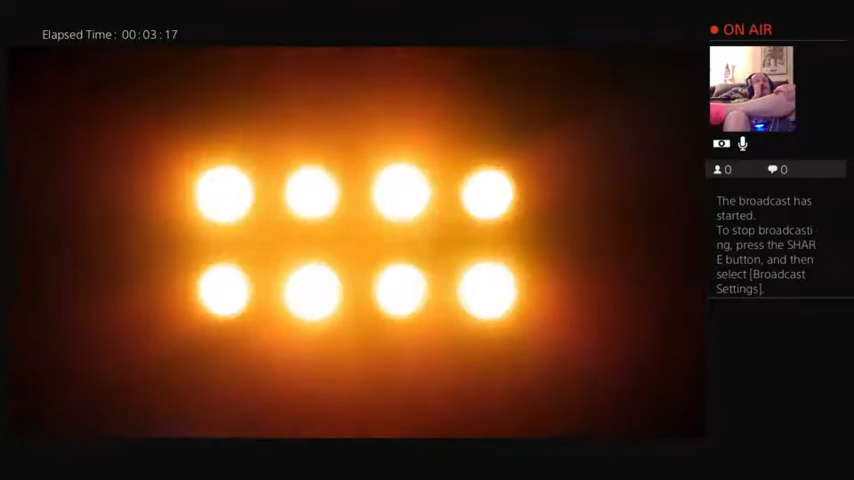 Elapsed Time: 00:03:17
ON AIR
0 0
The broadcast has
started.
To stop broadcasti
ng, press the SHAR
E button, and then
select [Broadcast
Settings].